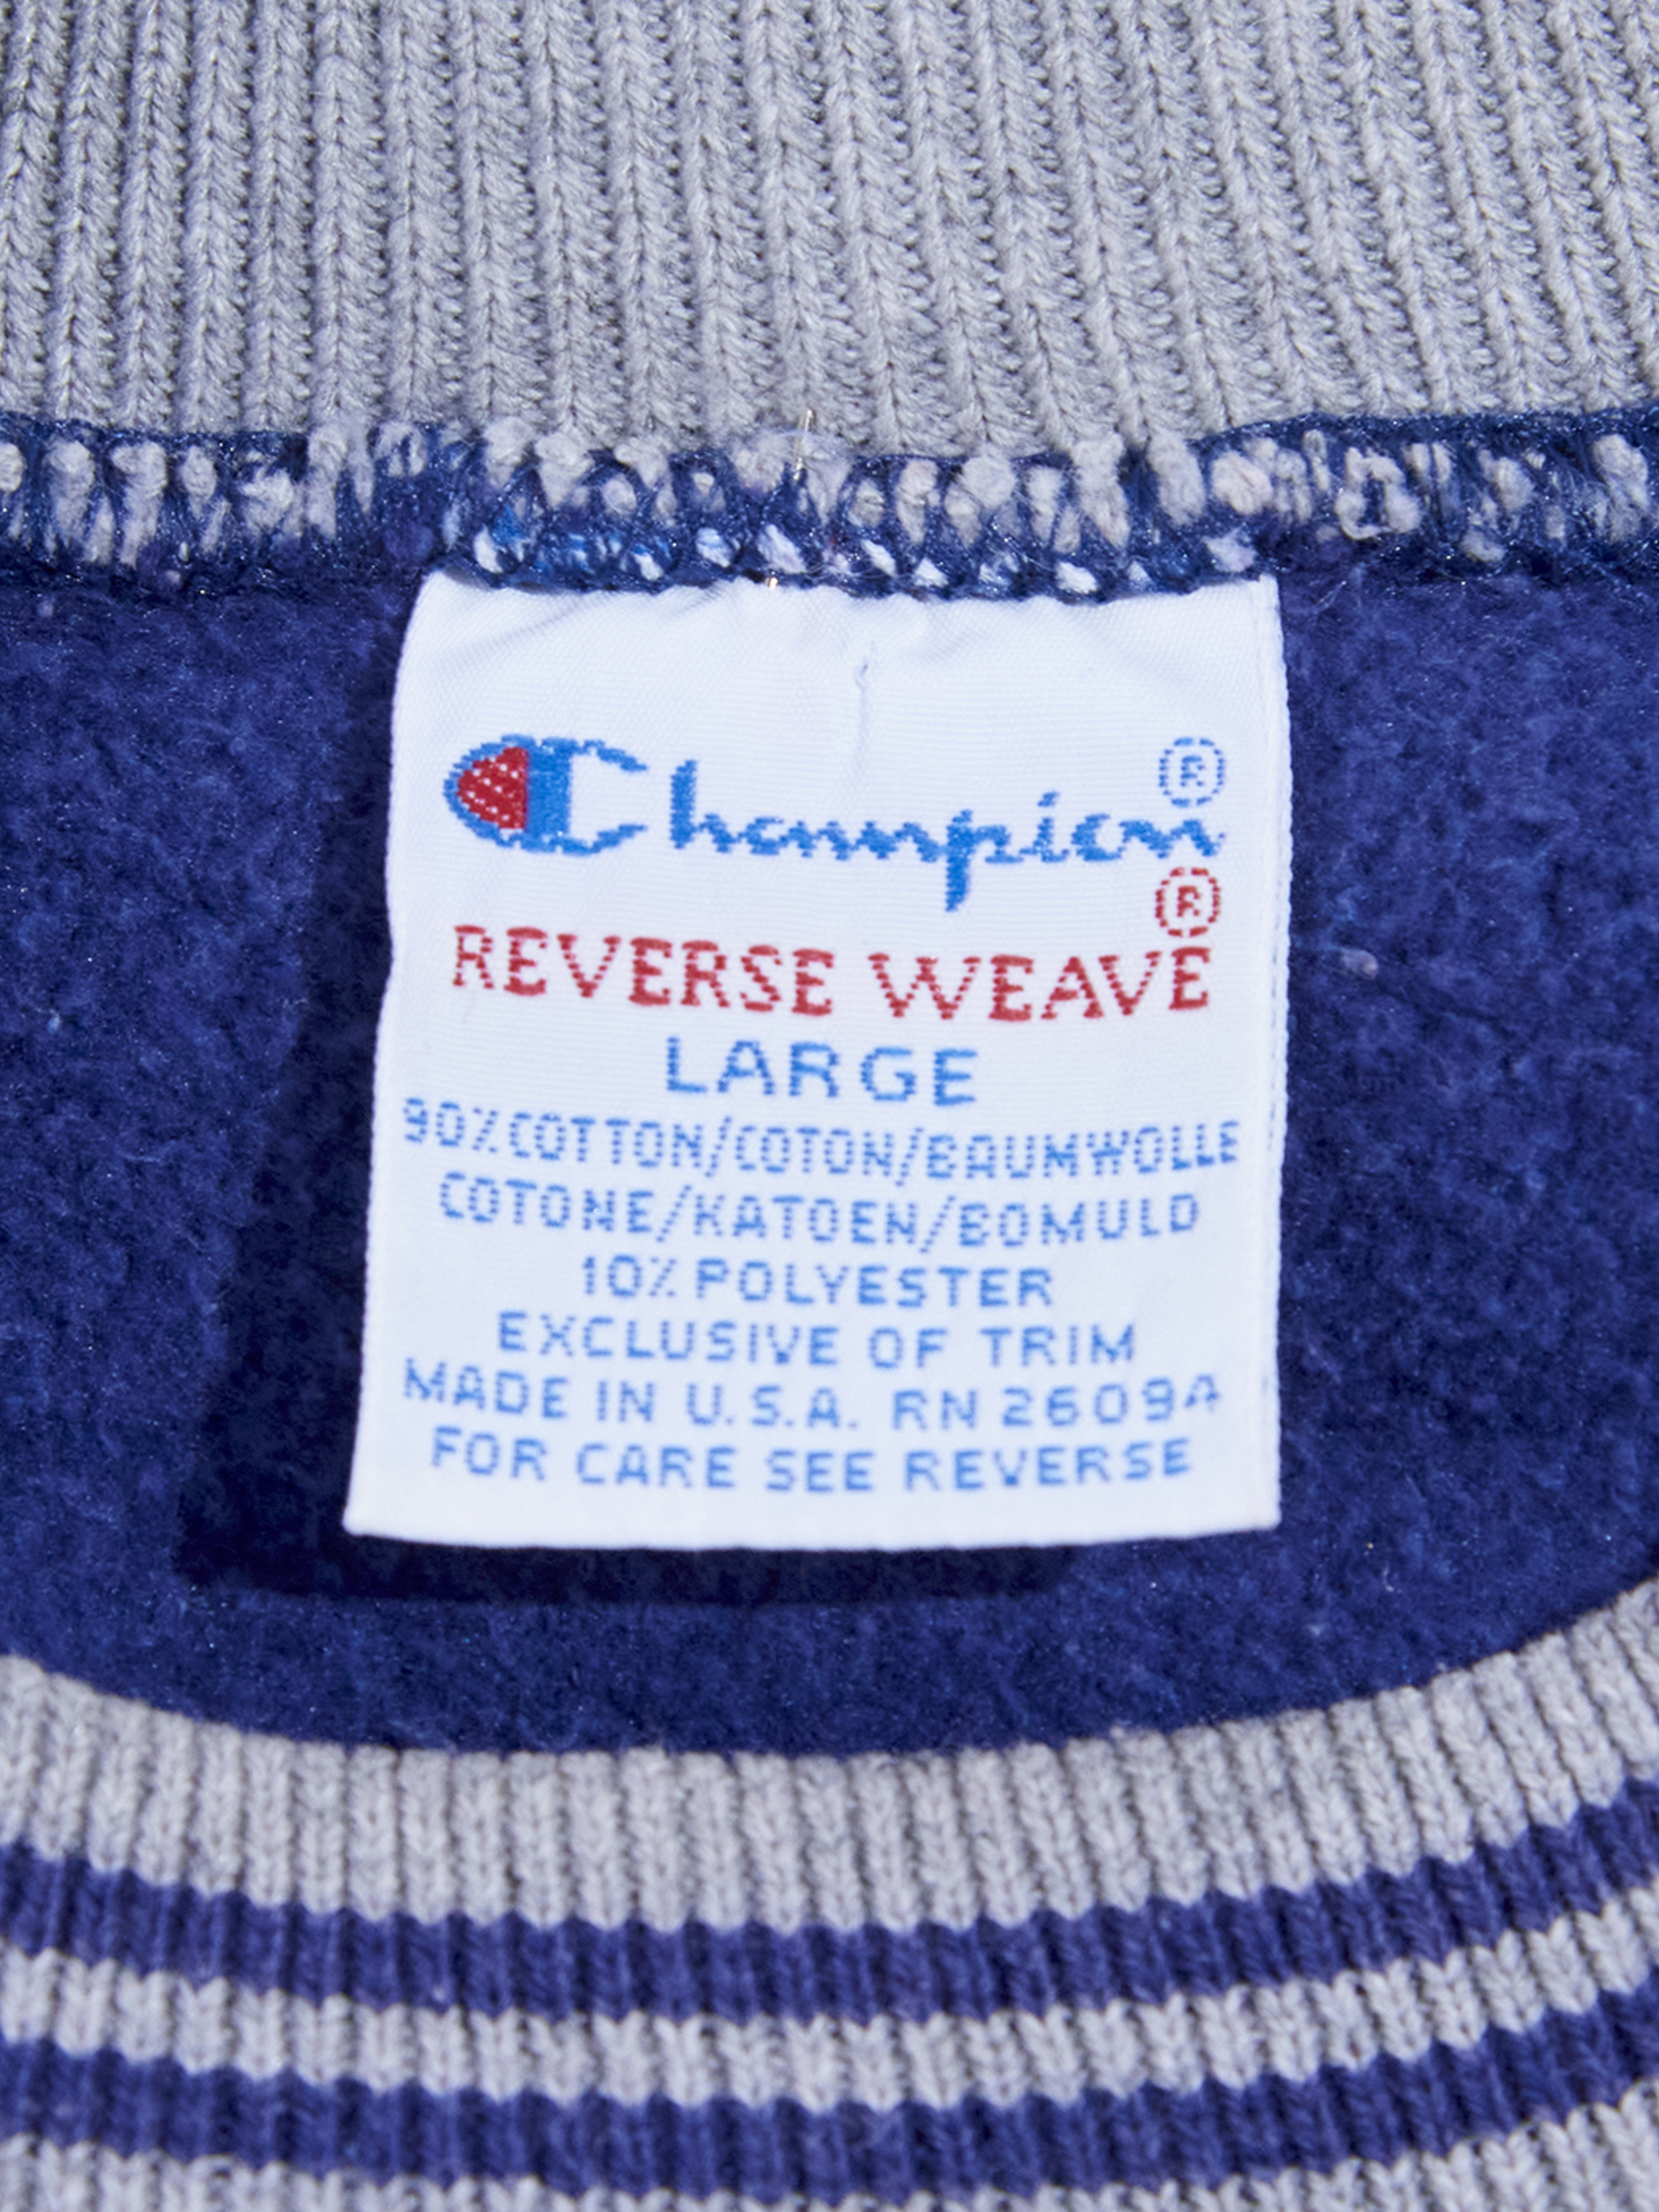 Champion®
REVERSE WEAVE®
LARGE
90% COTTON/COTON/BAUMWOLLE
COTONE/KATOEN/BOMULD
10% POLYESTER
EXCLUSIVE OF TRIM
MADE IN U.S.A. RN 26094
FOR CARE SEE REVERSE